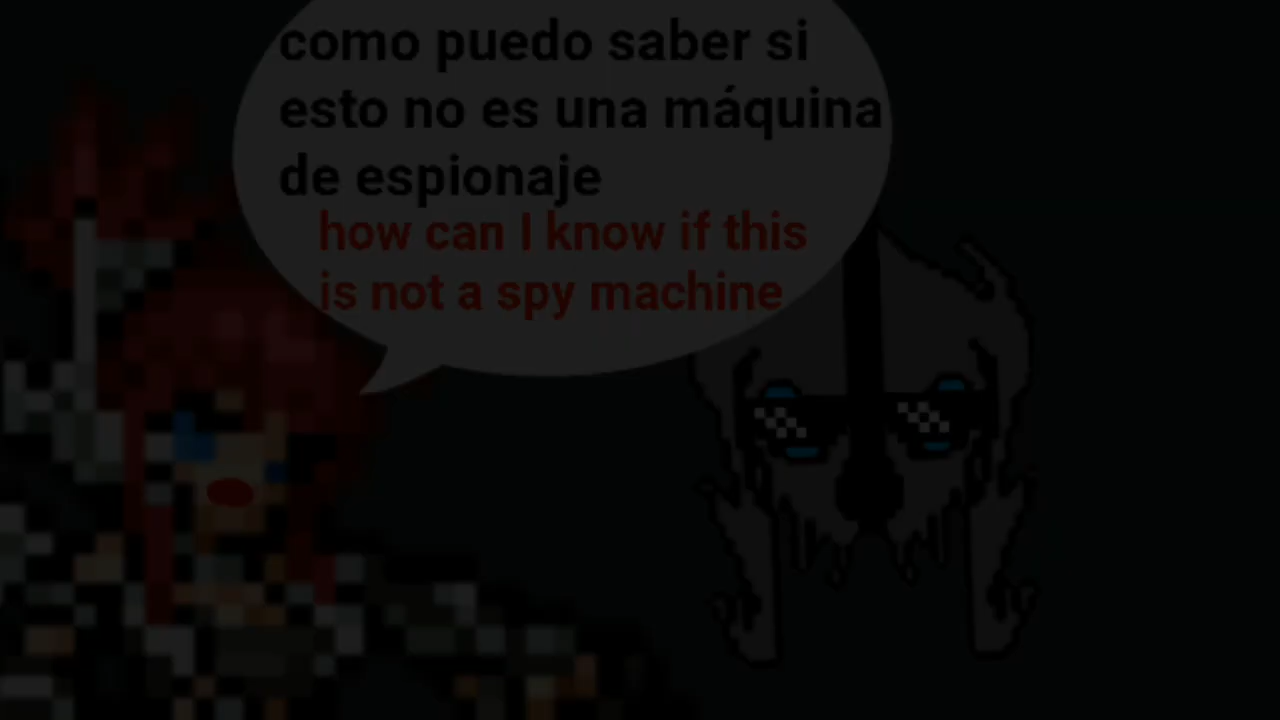 como puedo saber si
esto no es una máquina
de espionaje
how can I know if this
is not a spy machine